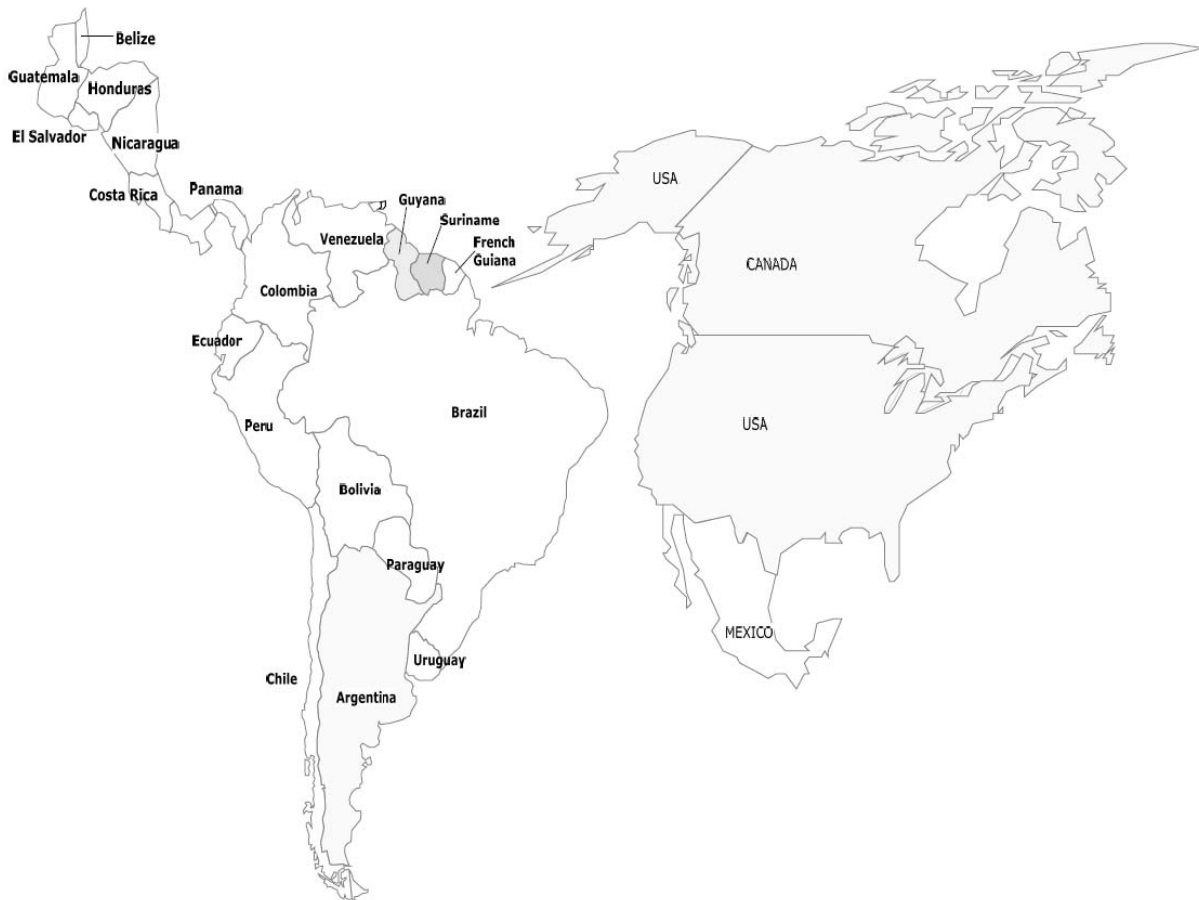 Belize
Guatemala
Honduras
El Salvador
Nicaragua
Costa Rica
Panama
Guyana
Suriname
Venezuela
French
Guiana
Colombia
Ecuador
Brazil
Peru
Bolivia
Paraguay
Uruguay
Chile
Argentina
USA
CANADA
USA
MEXICO